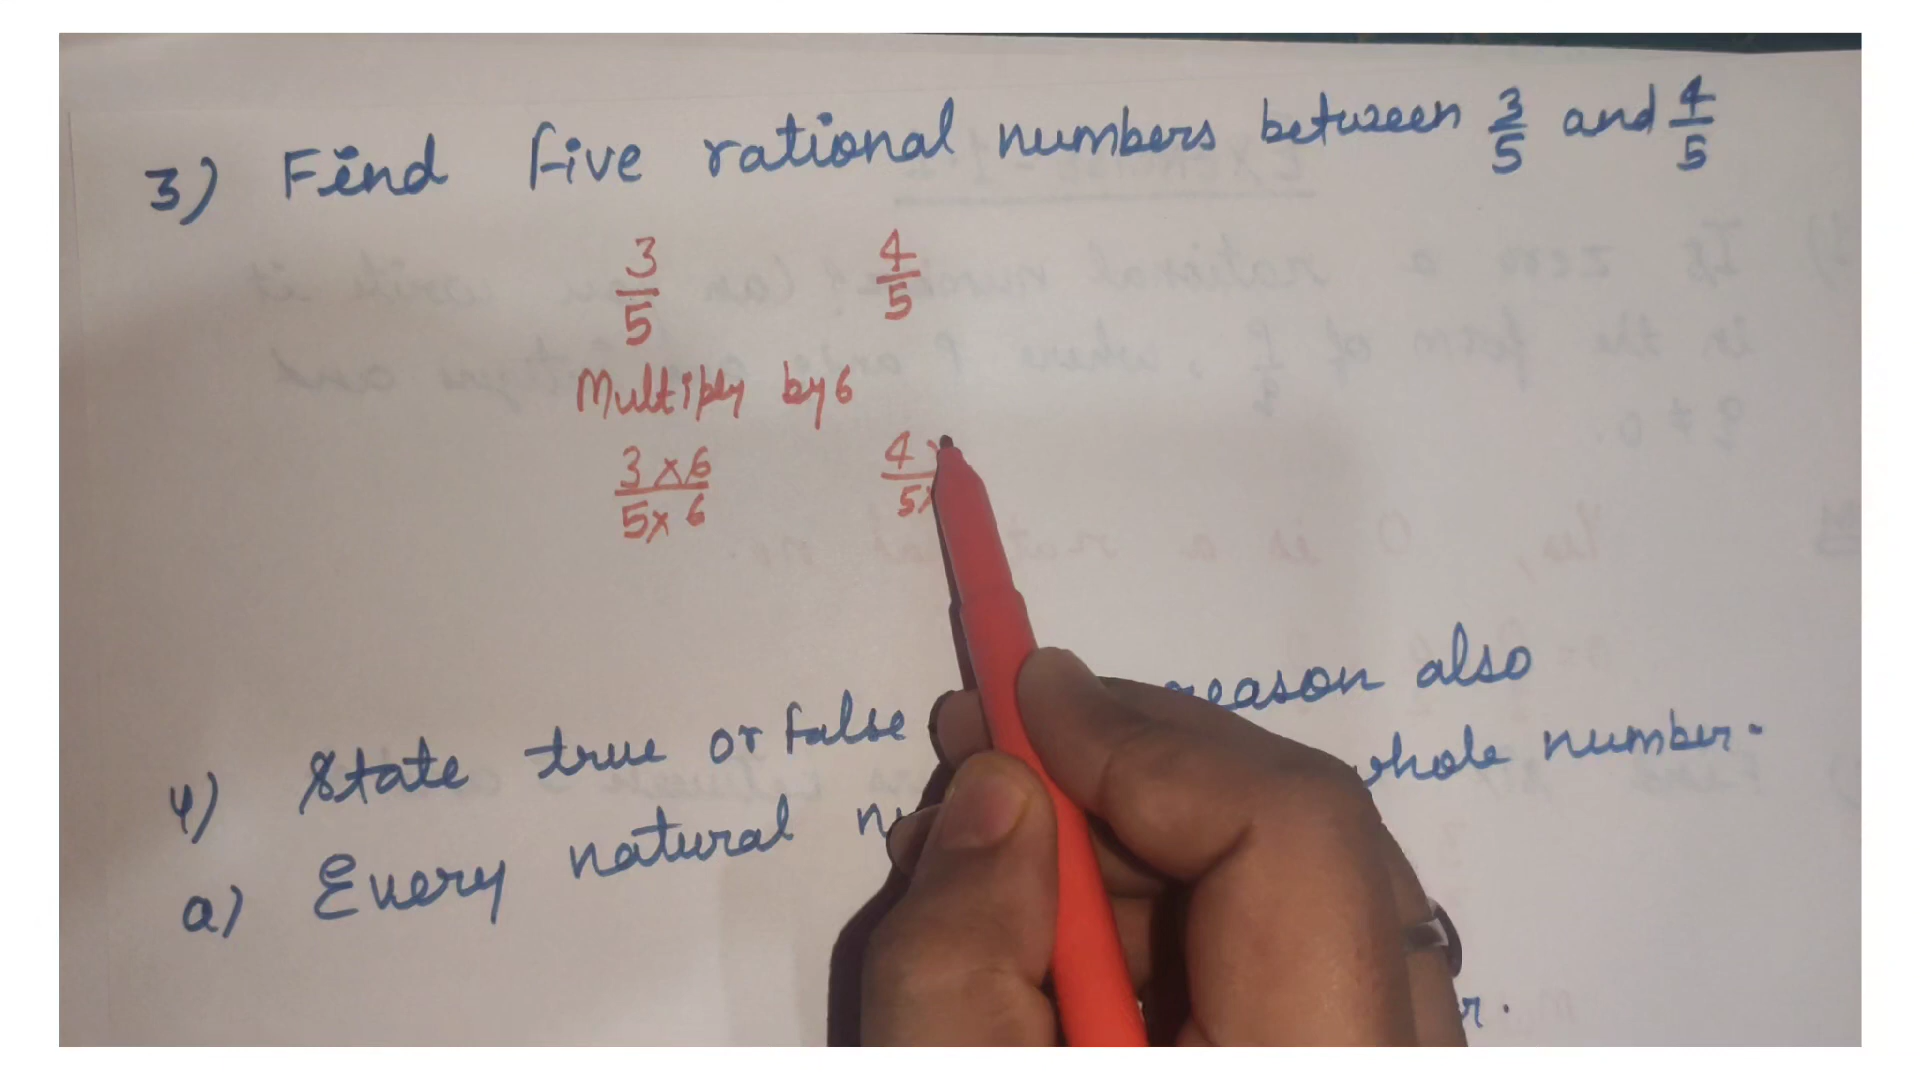 3) Find five rational numbers between 3/5 and 4/5
3/5 4/5
Multiply by 6
3 x 6 / 5 x 6 4 x / 5 x
4) State true or false reason also
a) Every natural whole number.